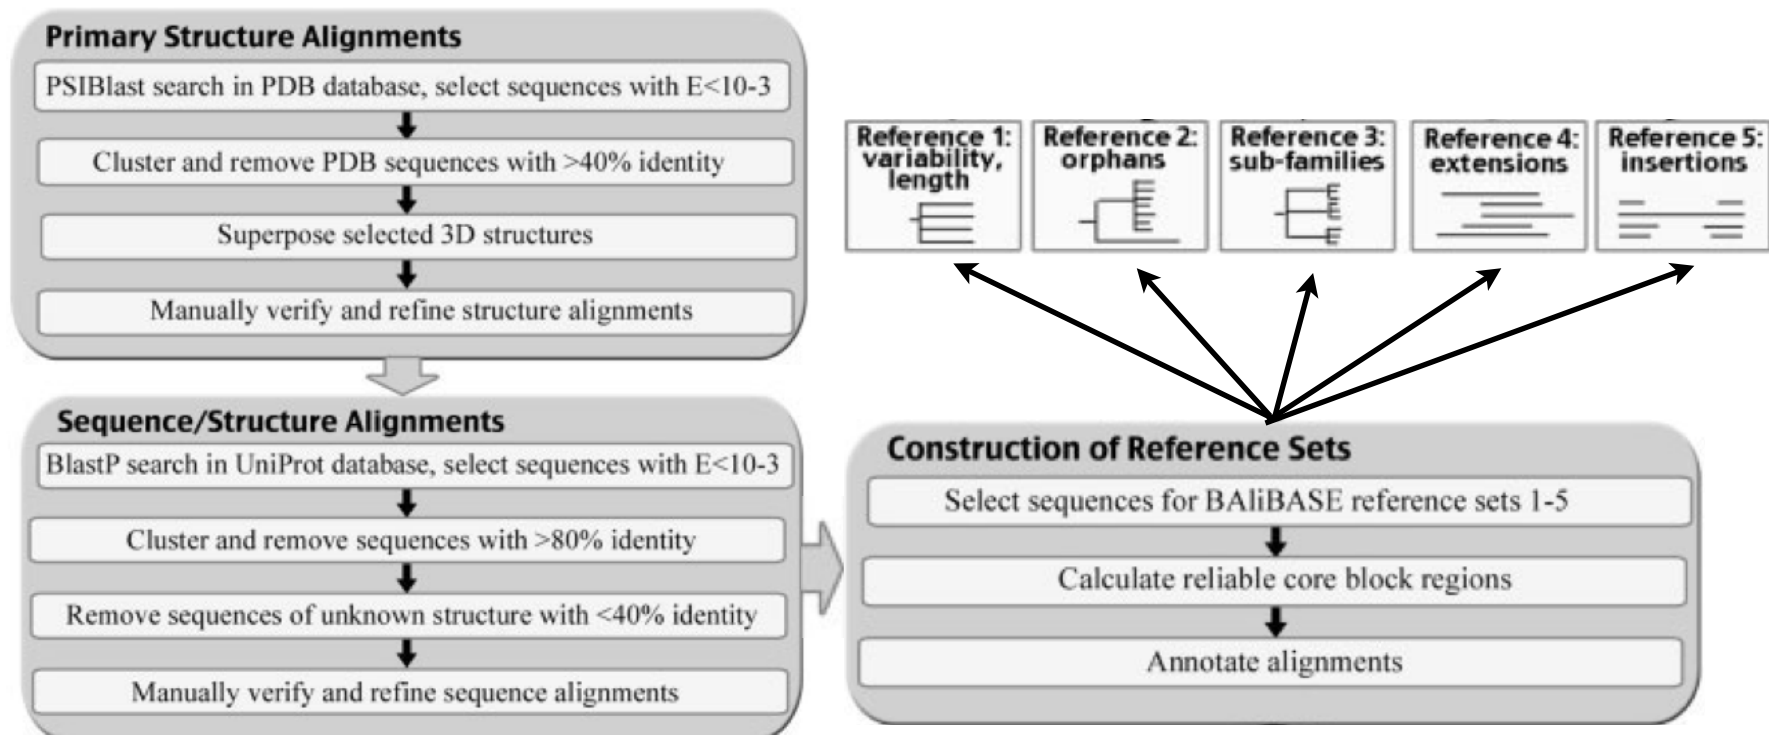 Primary Structure Alignments
PSIBlast search in PDB database, select sequences with E<10-3
Cluster and remove PDB sequences with >40% identity
Superpose selected 3D structures
Manually verify and refine structure alignments
Sequence/Structure Alignments
BlastP search in UniProt database, select sequences with E<10-3
Cluster and remove sequences with >80% identity
Remove sequences of unknown structure with <40% identity
Manually verify and refine sequence alignments
Reference 1:
variability,
length
Reference 2:
orphans
Reference 3:
sub-families
Reference 4:
extensions
Reference 5:
insertions
Construction of Reference Sets
Select sequences for BAliBASE reference sets 1-5
Calculate reliable core block regions
Annotate alignments